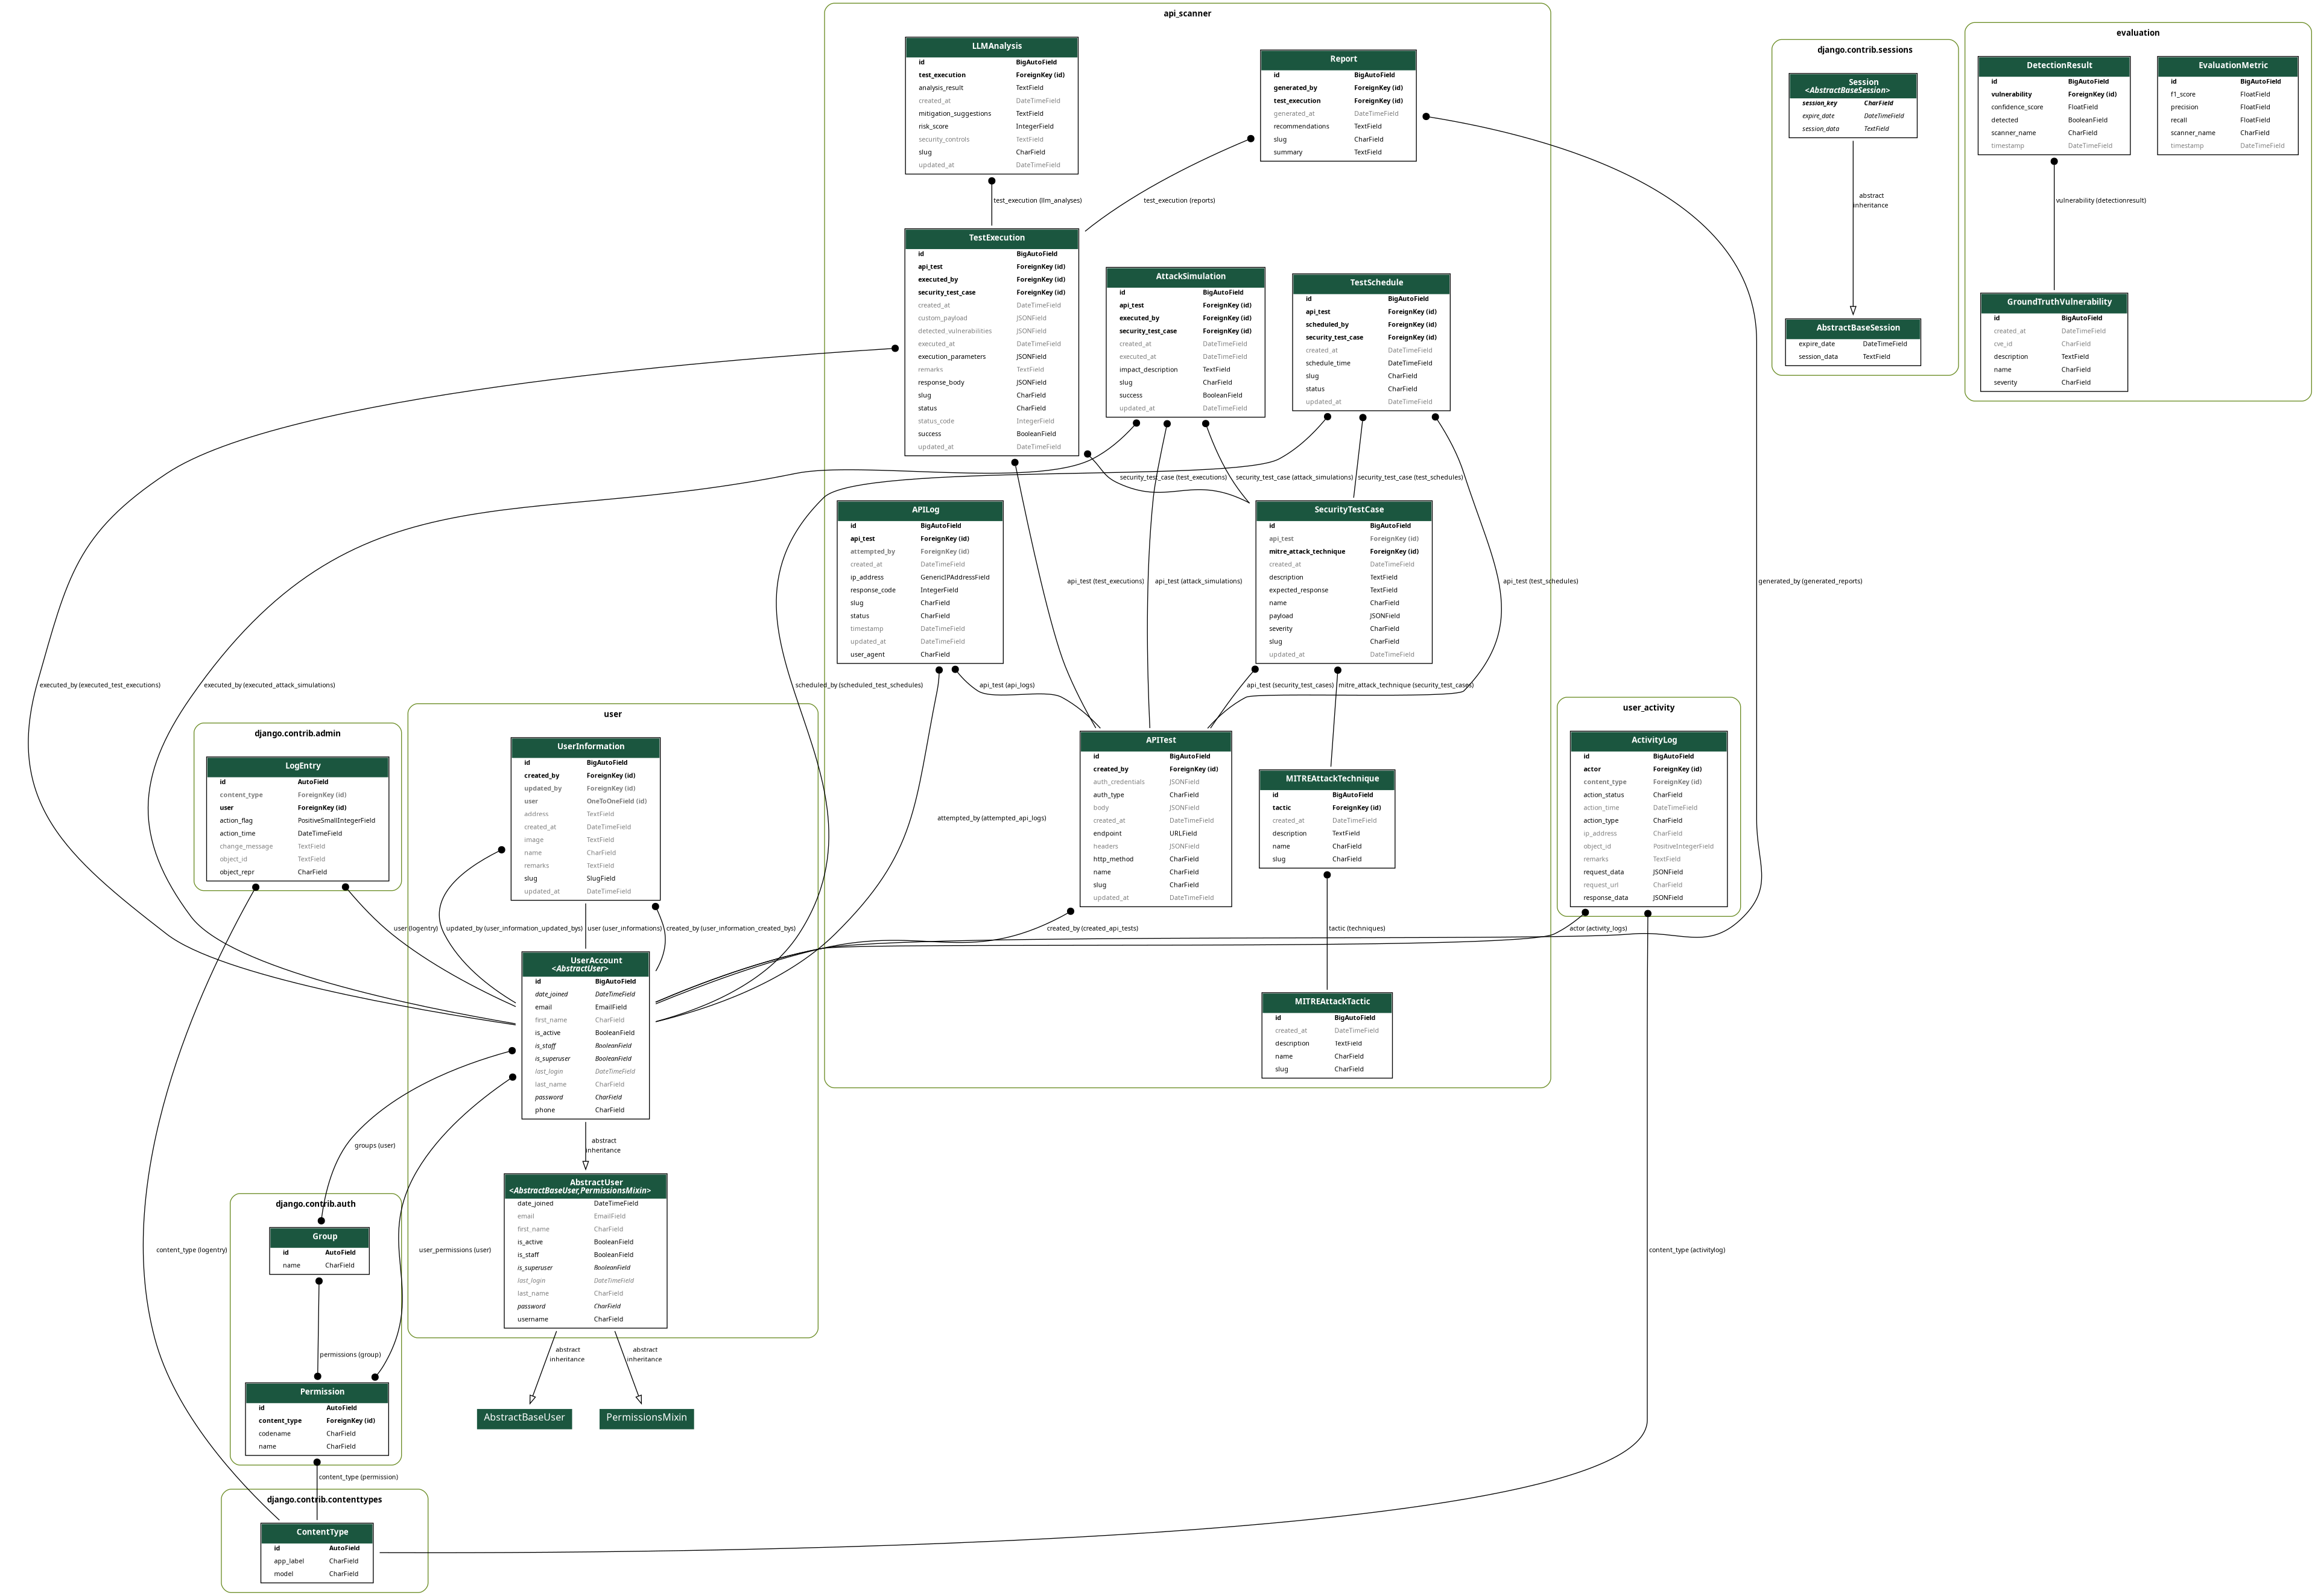 api_scanner
LLMAnalysis
id BigAutoField
test_execution ForeignKey (id)
analysis_result TextField
created_at DateTimeField
mitigation_suggestions TextField
risk_score IntegerField
security_controls TextField
slug CharField
updated_at DateTimeField
Report
id BigAutoField
generated_by ForeignKey (id)
test_execution ForeignKey (id)
generated_at DateTimeField
recommendations TextField
slug CharField
summary TextField
test_execution (llm_analyses)
test_execution (reports)
TestExecution
id BigAutoField
api_test ForeignKey (id)
executed_by ForeignKey (id)
security_test_case ForeignKey (id)
created_at DateTimeField
custom_payload JSONField
detected_vulnerabilities JSONField
executed_at DateTimeField
execution_parameters JSONField
remarks TextField
response_body JSONField
slug CharField
status CharField
status_code IntegerField
success BooleanField
updated_at DateTimeField
AttackSimulation
id BigAutoField
api_test ForeignKey (id)
executed_by ForeignKey (id)
security_test_case ForeignKey (id)
created_at DateTimeField
executed_at DateTimeField
impact_description TextField
slug CharField
success BooleanField
updated_at DateTimeField
TestSchedule
id BigAutoField
api_test ForeignKey (id)
scheduled_by ForeignKey (id)
security_test_case ForeignKey (id)
created_at DateTimeField
schedule_time DateTimeField
slug CharField
status CharField
updated_at DateTimeField
security_test_case (test_executions)
security_test_case (attack_simulations)
security_test_case (test_schedules)
APILog
id BigAutoField
api_test ForeignKey (id)
attempted_by ForeignKey (id)
created_at DateTimeField
ip_address GenericIPAddressField
response_code IntegerField
slug CharField
status CharField
timestamp DateTimeField
updated_at DateTimeField
user_agent CharField
SecurityTestCase
id BigAutoField
api_test ForeignKey (id)
mitre_attack_technique ForeignKey (id)
created_at DateTimeField
description TextField
expected_response TextField
name CharField
payload JSONField
severity CharField
slug CharField
updated_at DateTimeField
api_test (test_executions)
api_test (attack_simulations)
api_test (test_schedules)
generated_by (generated_reports)
executed_by (executed_test_executions)
executed_by (executed_attack_simulations)
scheduled_by (scheduled_test_schedules)
api_test (api_logs)
api_test (security_test_cases)
mitre_attack_technique (security_test_cases)
APITest
id BigAutoField
created_by ForeignKey (id)
auth_credentials JSONField
auth_type CharField
body JSONField
created_at DateTimeField
endpoint URLField
headers JSONField
http_method CharField
name CharField
slug CharField
updated_at DateTimeField
MITREAttackTechnique
id BigAutoField
tactic ForeignKey (id)
created_at DateTimeField
description TextField
name CharField
slug CharField
attempted_by (attempted_api_logs)
created_by (created_api_tests)
tactic (techniques)
MITREAttackTactic
id BigAutoField
created_at DateTimeField
description TextField
name CharField
slug CharField
django.contrib.sessions
Session
<AbstractBaseSession>
session_key CharField
expire_date DateTimeField
session_data TextField
abstract
inheritance
AbstractBaseSession
expire_date DateTimeField
session_data TextField
evaluation
DetectionResult
id BigAutoField
vulnerability ForeignKey (id)
confidence_score FloatField
detected BooleanField
scanner_name CharField
timestamp DateTimeField
EvaluationMetric
id BigAutoField
f1_score FloatField
precision FloatField
recall FloatField
scanner_name CharField
timestamp DateTimeField
vulnerability (detectionresult)
GroundTruthVulnerability
id BigAutoField
created_at DateTimeField
cve_id CharField
description TextField
name CharField
severity CharField
user_activity
ActivityLog
id BigAutoField
actor ForeignKey (id)
content_type ForeignKey (id)
action_status CharField
action_time DateTimeField
action_type CharField
ip_address CharField
object_id PositiveIntegerField
remarks TextField
request_data JSONField
request_url CharField
response_data JSONField
actor (activity_logs)
content_type (activitylog)
django.contrib.admin
LogEntry
id AutoField
content_type ForeignKey (id)
user ForeignKey (id)
action_flag PositiveSmallIntegerField
action_time DateTimeField
change_message TextField
object_id TextField
object_repr CharField
user (logentry)
content_type (logentry)
user
UserInformation
id BigAutoField
created_by ForeignKey (id)
updated_by ForeignKey (id)
user OneToOneField (id)
address TextField
created_at DateTimeField
image TextField
name CharField
remarks TextField
slug SlugField
updated_at DateTimeField
updated_by (user_information_updated_bys)
user (user_informations)
created_by (user_information_created_bys)
UserAccount
<AbstractUser>
id BigAutoField
date_joined DateTimeField
email EmailField
first_name CharField
is_active BooleanField
is_staff BooleanField
is_superuser BooleanField
last_login DateTimeField
last_name CharField
password CharField
phone CharField
groups (user)
abstract
inheritance
AbstractUser
<AbstractBaseUser,PermissionsMixin>
date_joined DateTimeField
email EmailField
first_name CharField
is_active BooleanField
is_staff BooleanField
is_superuser BooleanField
last_login DateTimeField
last_name CharField
password CharField
username CharField
user_permissions (user)
abstract
inheritance
abstract
inheritance
AbstractBaseUser
PermissionsMixin
django.contrib.auth
Group
id AutoField
name CharField
permissions (group)
Permission
id AutoField
content_type ForeignKey (id)
codename CharField
name CharField
content_type (permission)
django.contrib.contenttypes
ContentType
id AutoField
app_label CharField
model CharField